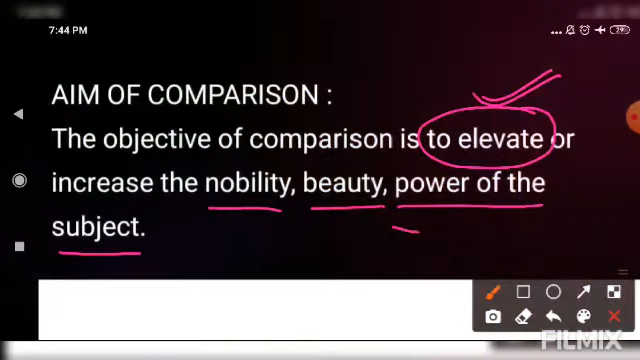 7:44 PM
29
AIM OF COMPARISON :
The objective of comparison is to elevate or
increase the nobility, beauty, power of the
subject.
FILMIX